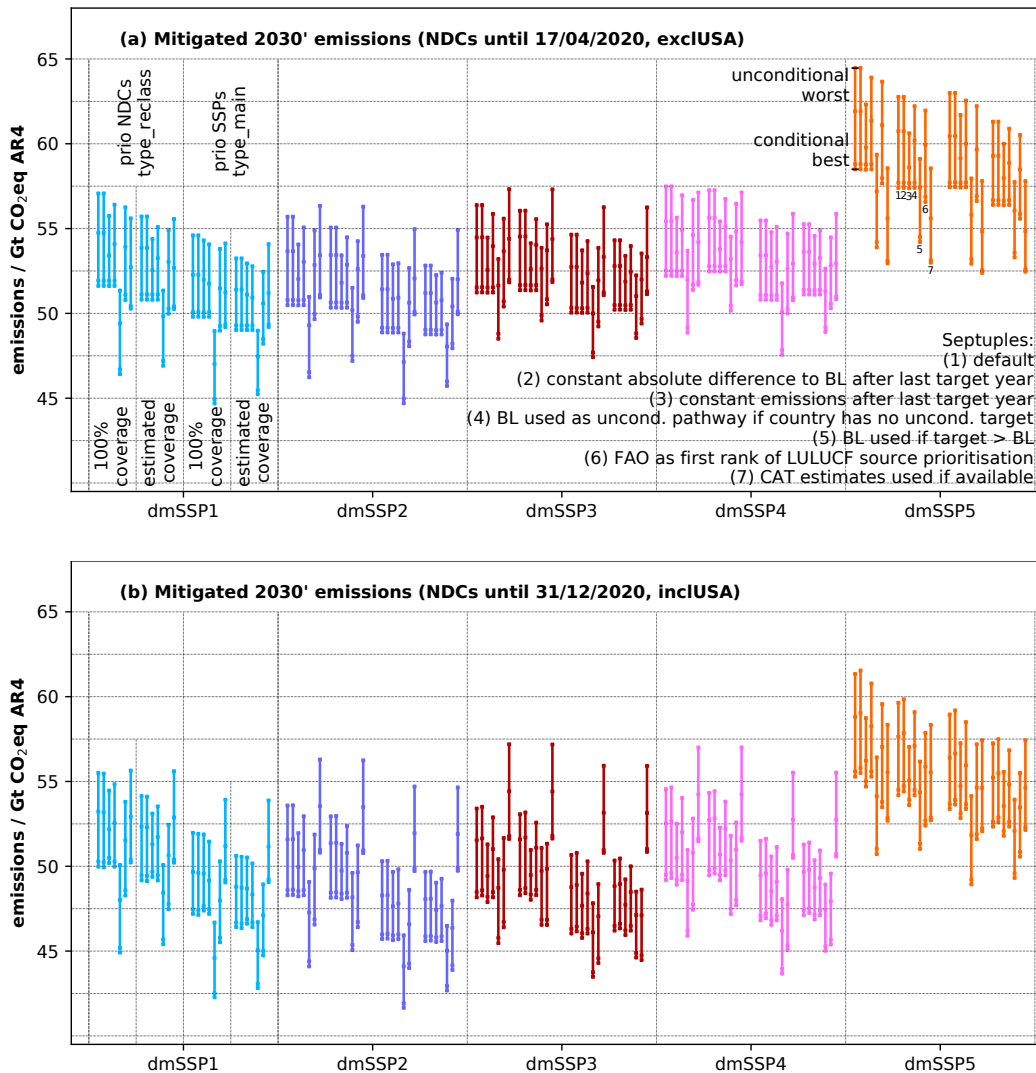 (a) Mitigated 2030' emissions (NDCs until 17/04/2020, exclUSA)
emissions / Gt CO₂eq AR4
65
60
55
50
45
prio NDCs
type_reclass
prio SSPs
type_main
unconditional
worst
conditional
best
1234
5
6
7
100%
coverage
estimated
coverage
100%
coverage
estimated
coverage
Septuples:
(1) default
(2) constant absolute difference to BL after last target year
(3) constant emissions after last target year
(4) BL used as uncond. pathway if country has no uncond. target
(5) BL used if target > BL
(6) FAO as first rank of LULUCF source prioritisation
(7) CAT estimates used if available
dmSSP1 dmSSP2 dmSSP3 dmSSP4 dmSSP5
(b) Mitigated 2030' emissions (NDCs until 31/12/2020, inclUSA)
emissions / Gt CO₂eq AR4
65
60
55
50
45
dmSSP1 dmSSP2 dmSSP3 dmSSP4 dmSSP5